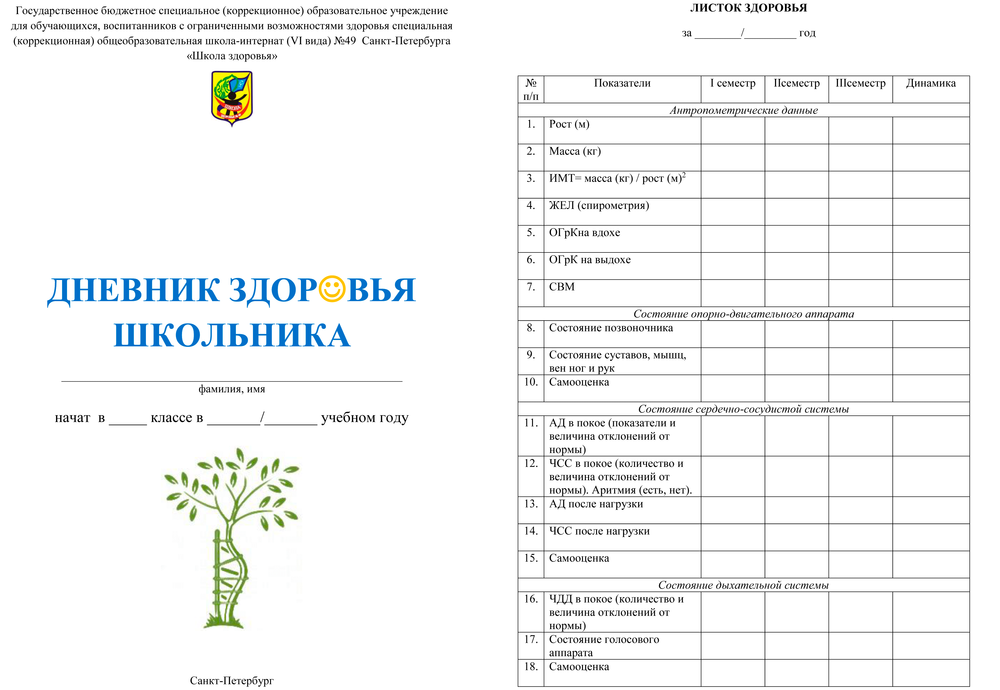 Государственное бюджетное специальное (коррекционное) образовательное учреждение
для обучающихся, воспитанников с ограниченными возможностями здоровья специальная
(коррекционная) общеобразовательная школа-интернат (VI вида) №49 Санкт-Петербурга
«Школа здоровья»
ШКОЛА
ЗДОРОВЬЯ № 49
ДНЕВНИК ЗДОР☺ВЬЯ
ШКОЛЬНИКА
фамилия, имя
начат в _____ классе в _______/_______ учебном году
Санкт-Петербург
ЛИСТОК ЗДОРОВЬЯ
за ________/_________ год
№ п/п Показатели I семестр IIсеместр IIIсеместр Динамика
Антропометрические данные
1. Рост (м)
2. Масса (кг)
3. ИМТ= масса (кг) / рост (м)²
4. ЖЕЛ (спирометрия)
5. ОГрКна вдохе
6. ОГрК на выдохе
7. СВМ
Состояние опорно-двигательного аппарата
8. Состояние позвоночника
9. Состояние суставов, мышц,
вен ног и рук
10. Самооценка
Состояние сердечно-сосудистой системы
11. АД в покое (показатели и
величина отклонений от
нормы)
12. ЧСС в покое (количество и
величина отклонений от
нормы). Аритмия (есть, нет).
13. АД после нагрузки
14. ЧСС после нагрузки
15. Самооценка
Состояние дыхательной системы
16. ЧДД в покое (количество и
величина отклонений от
нормы)
17. Состояние голосового
аппарата
18. Самооценка